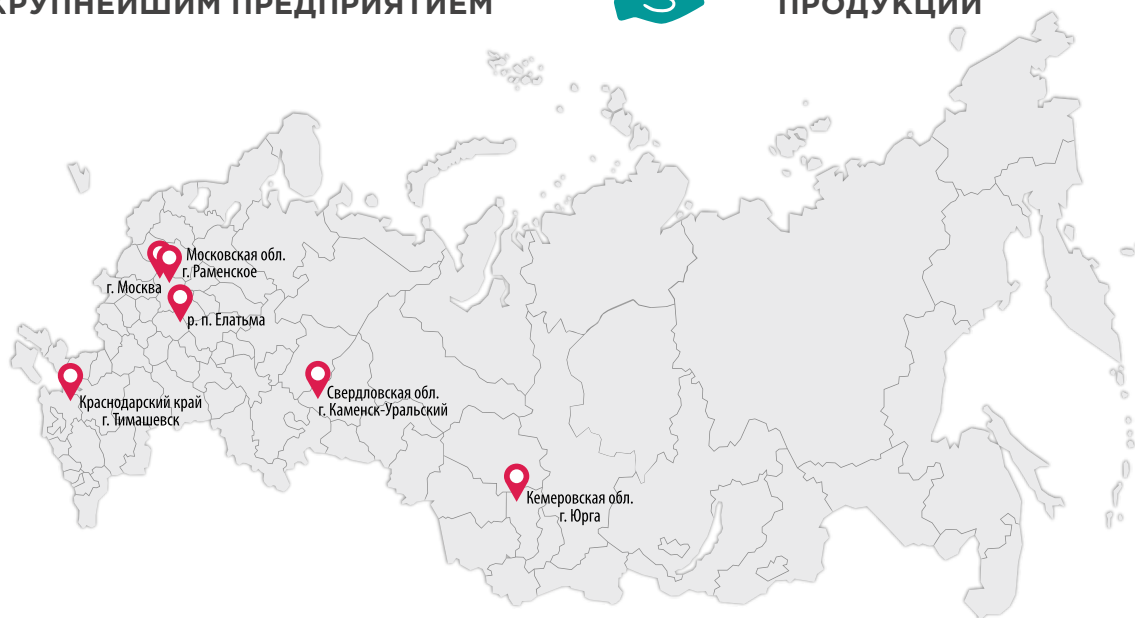 КРУПНЕЙШИМ ПРЕДПРИЯТИЕМ
ПРОДУКЦИИ
Московская обл.
г. Раменское
г. Москва
р. п. Елатьма
Свердловская обл.
г. Каменск-Уральский
Краснодарский край
г. Тимашевск
Кемеровская обл.
г. Юрга